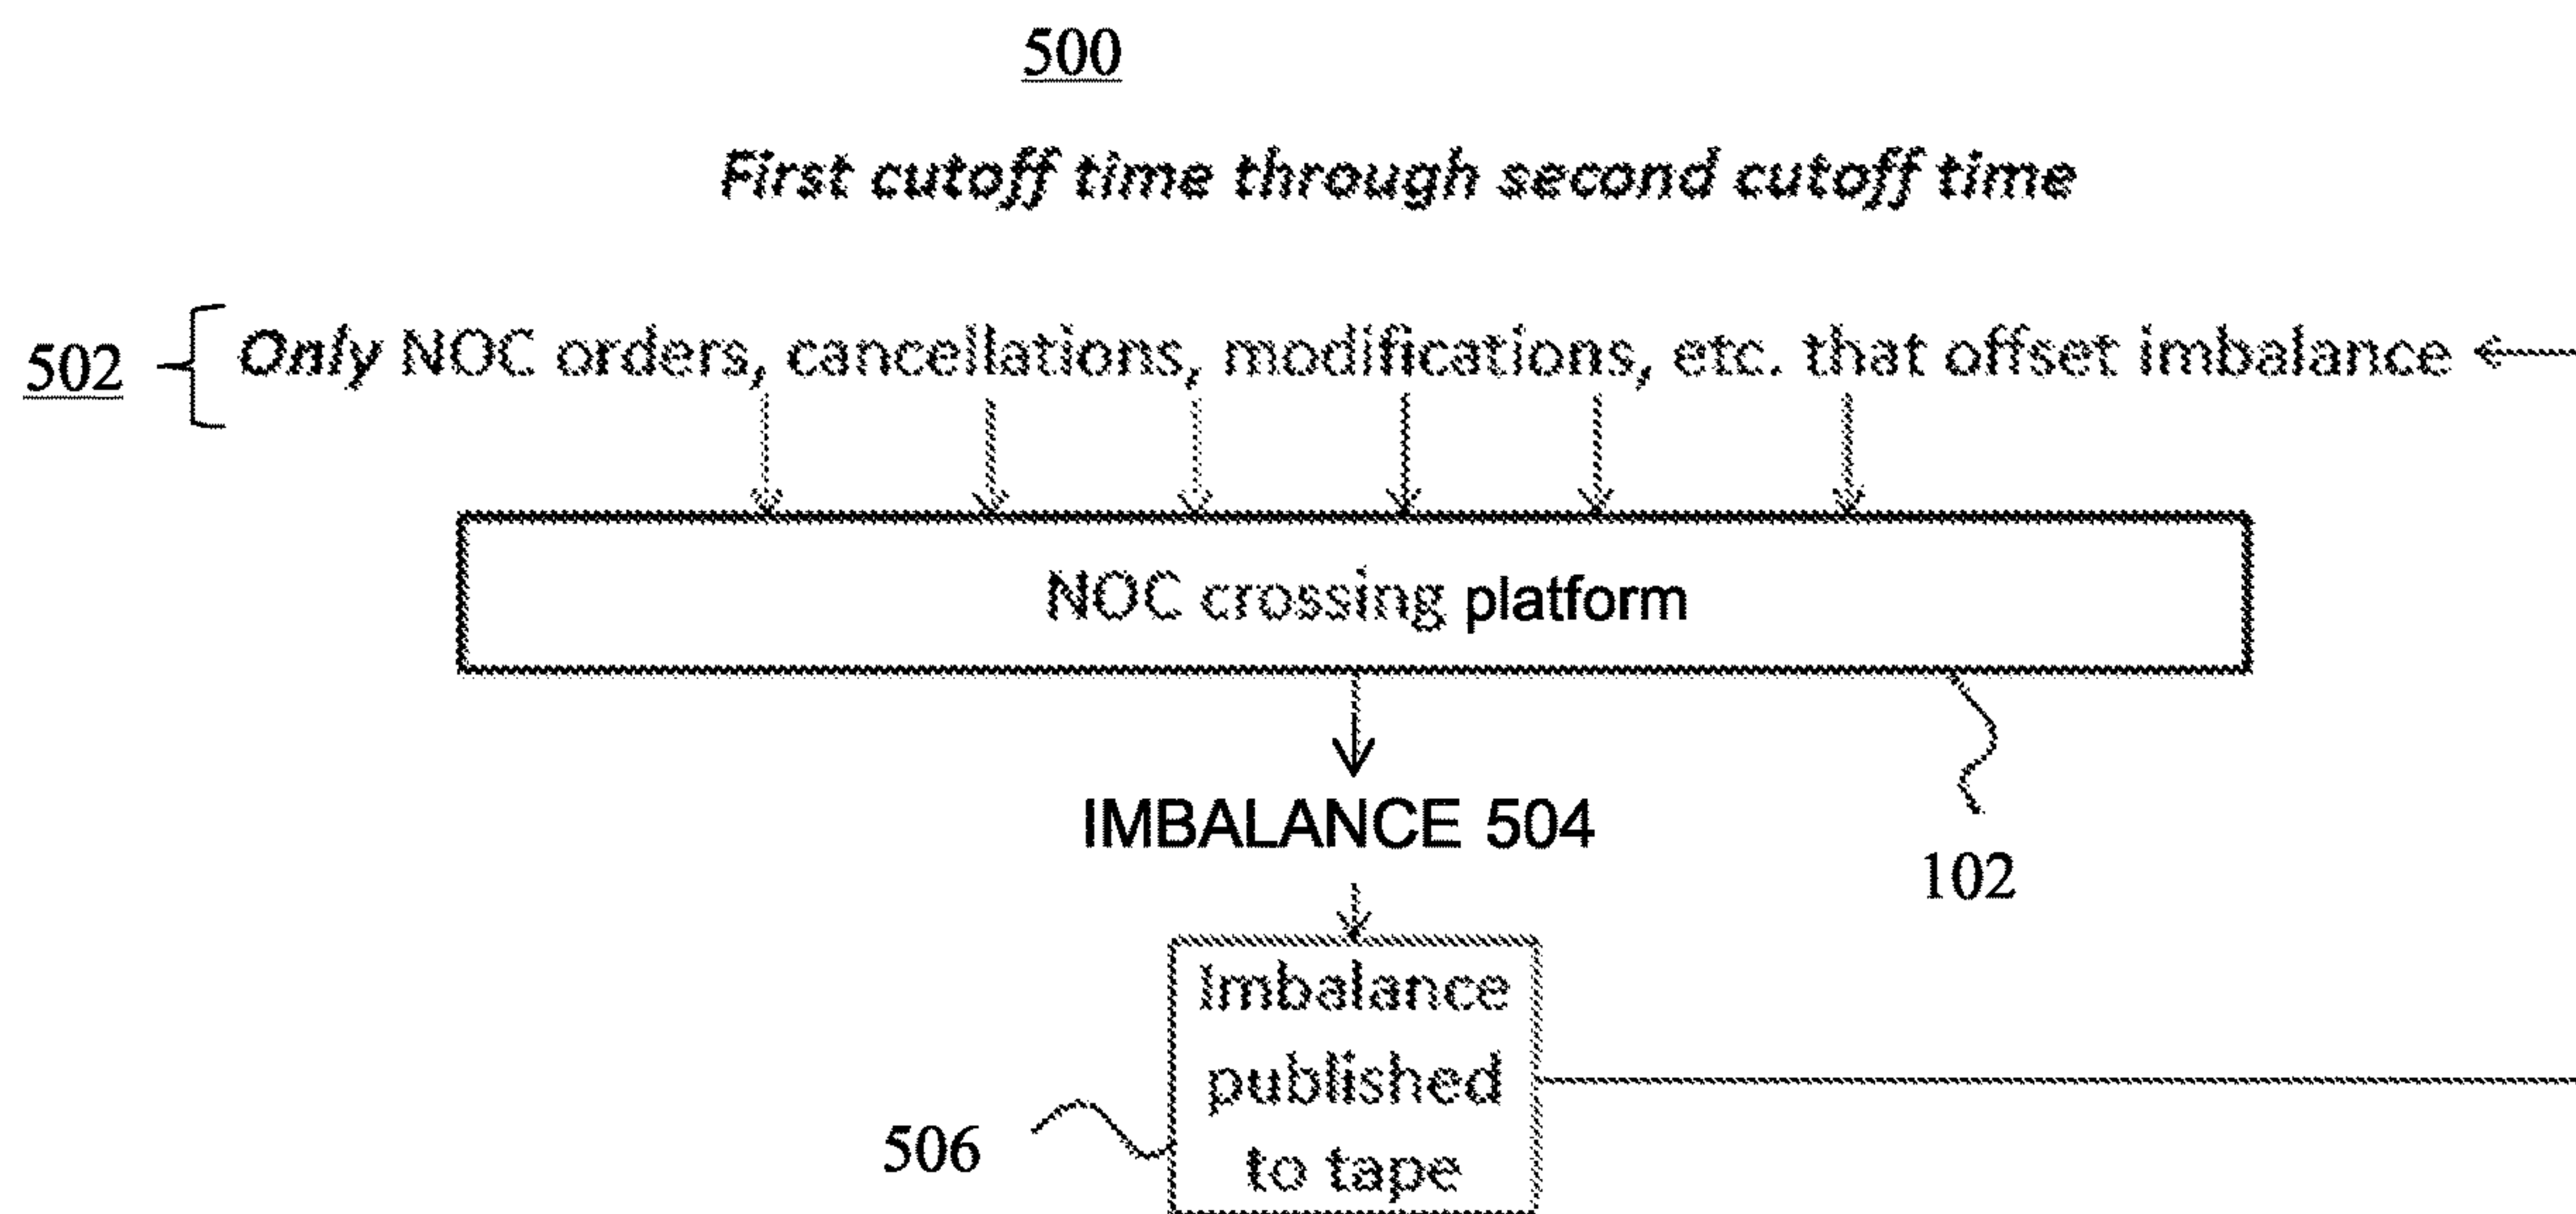 500
First cutoff time through second cutoff time
502
Only NOC orders, cancellations, modifications, etc. that offset imbalance
NOC crossing platform
IMBALANCE 504
102
Imbalance
published
to tape
506